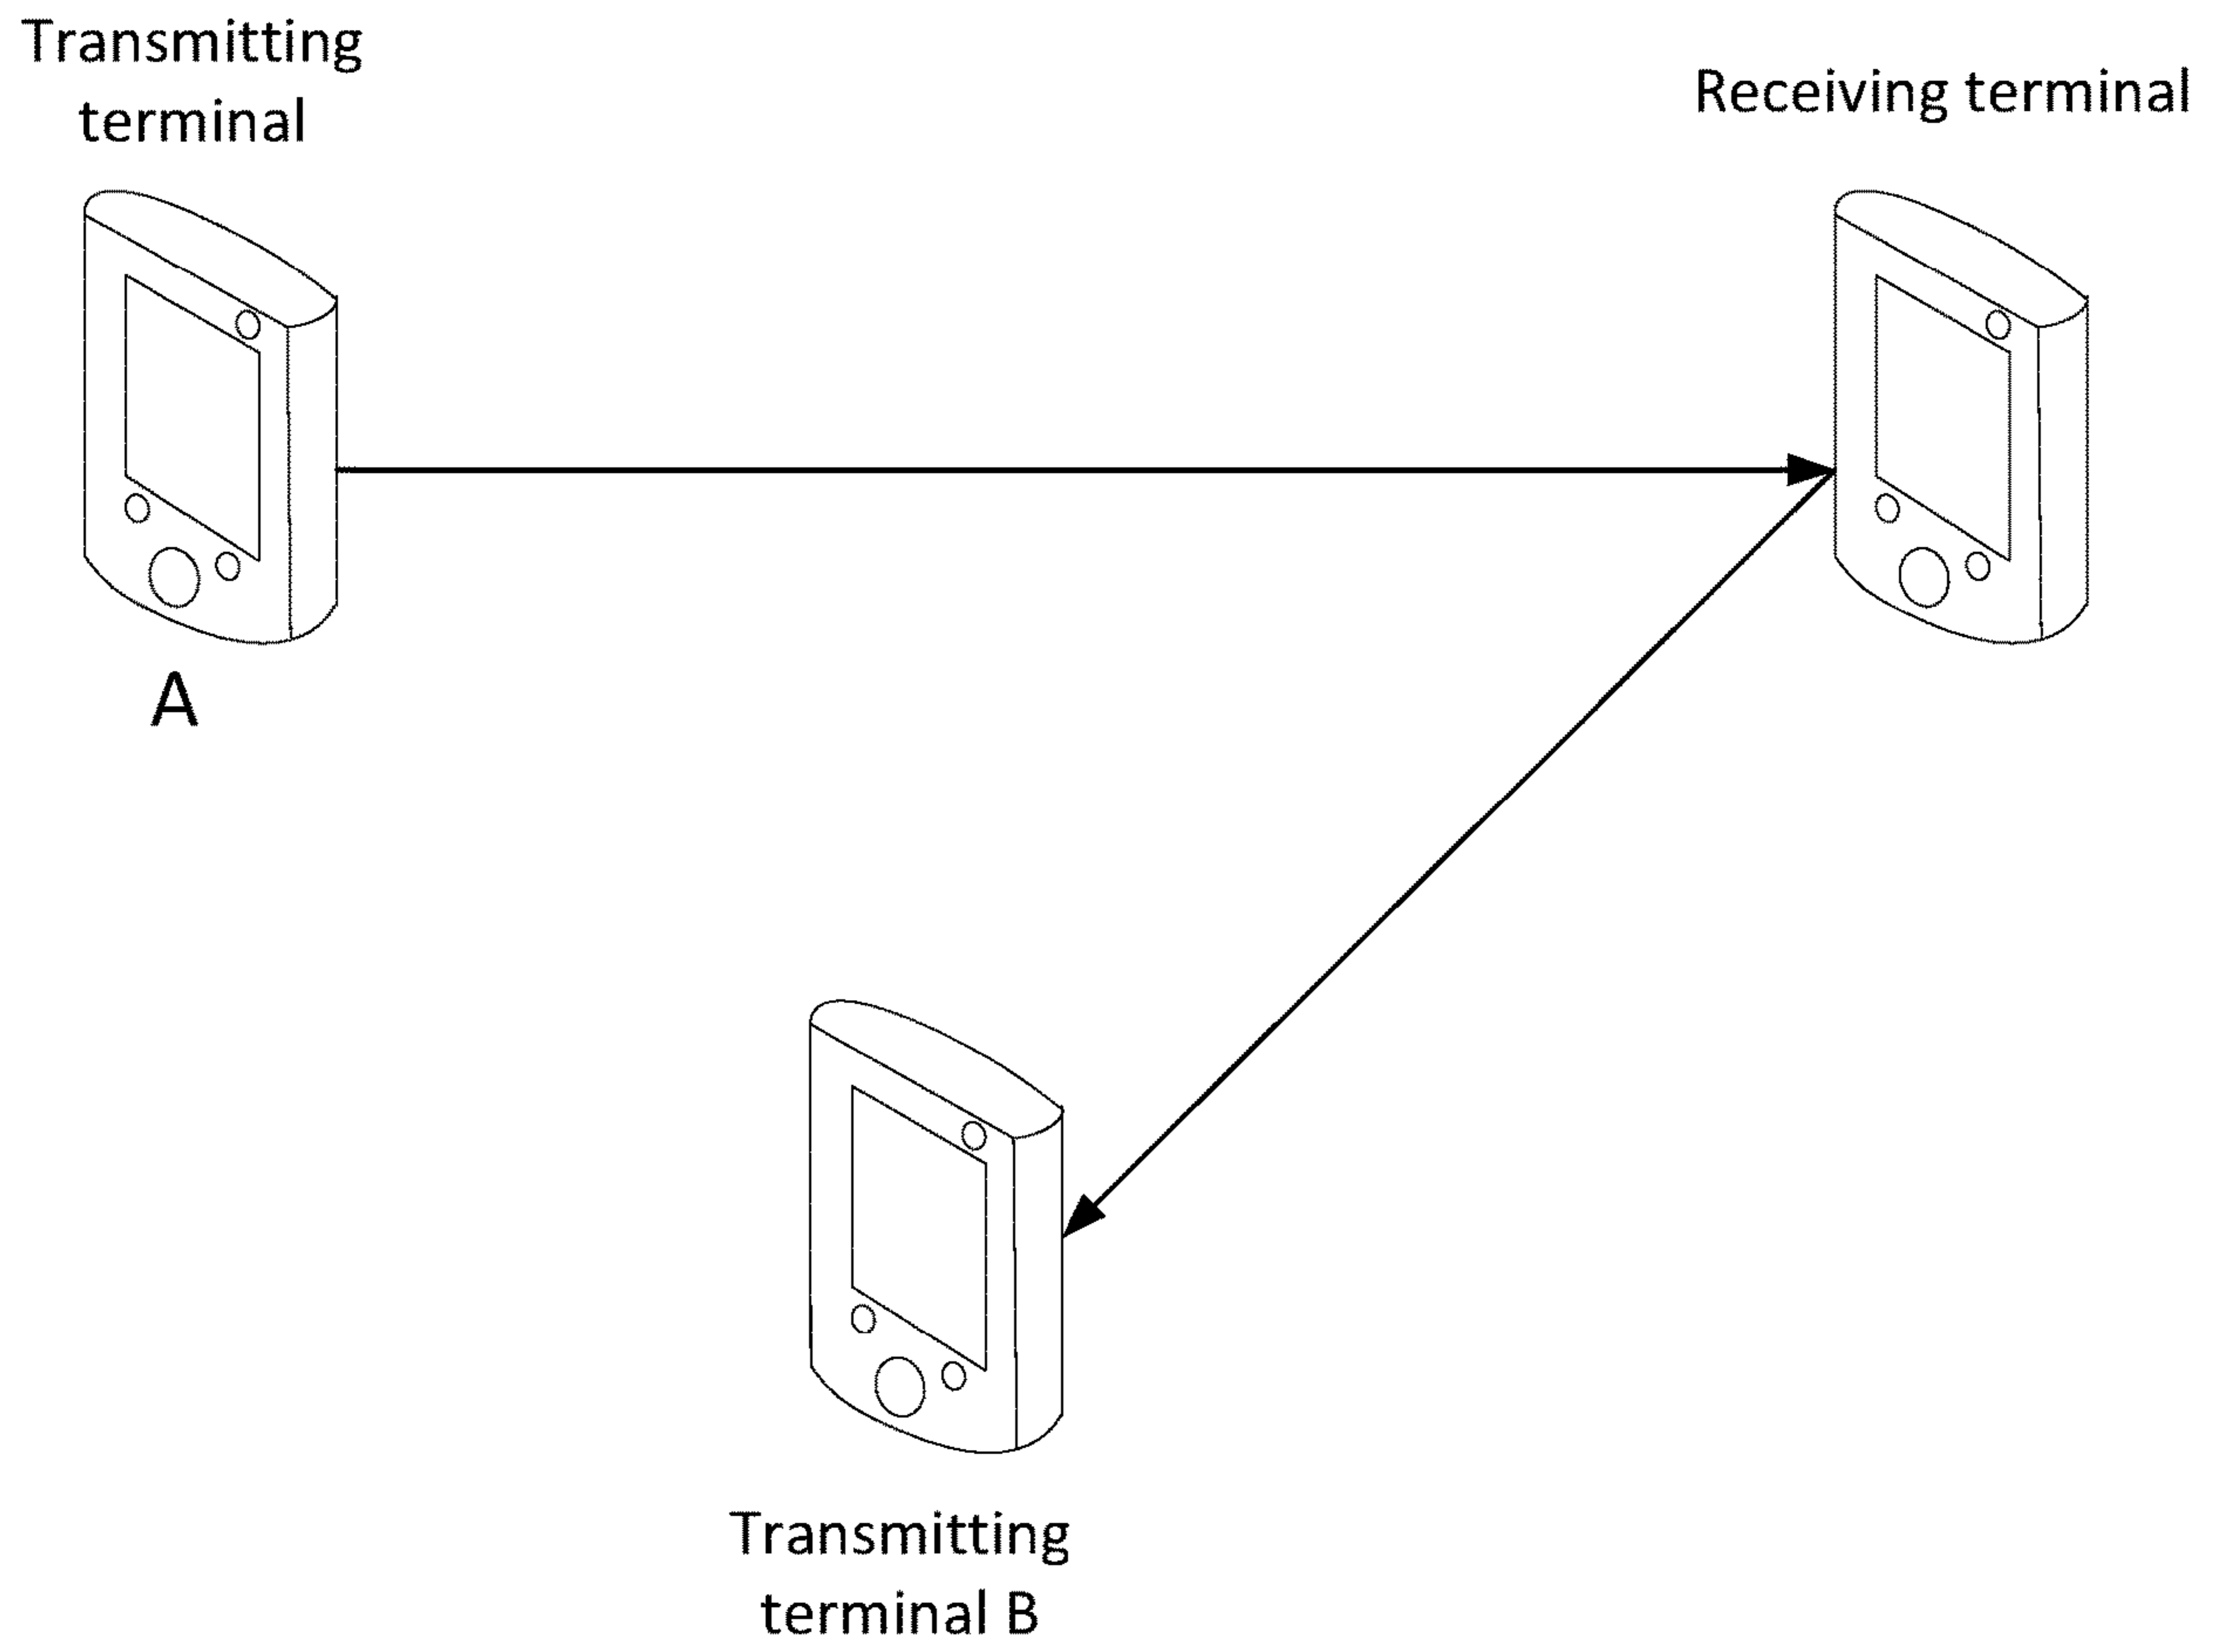 Transmitting
terminal
A
Receiving terminal
Transmitting
terminal B